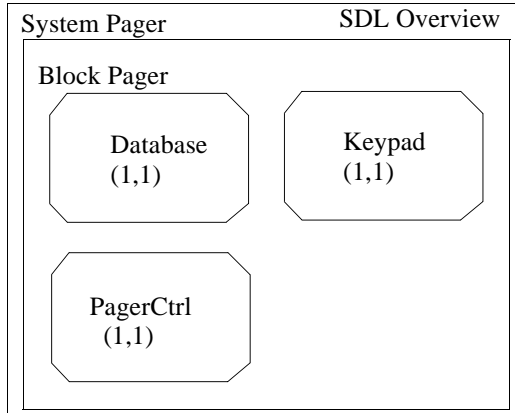 System Pager
SDL Overview
Block Pager
Database
(1,1)
Keypad
(1,1)
PagerCtrl
(1,1)